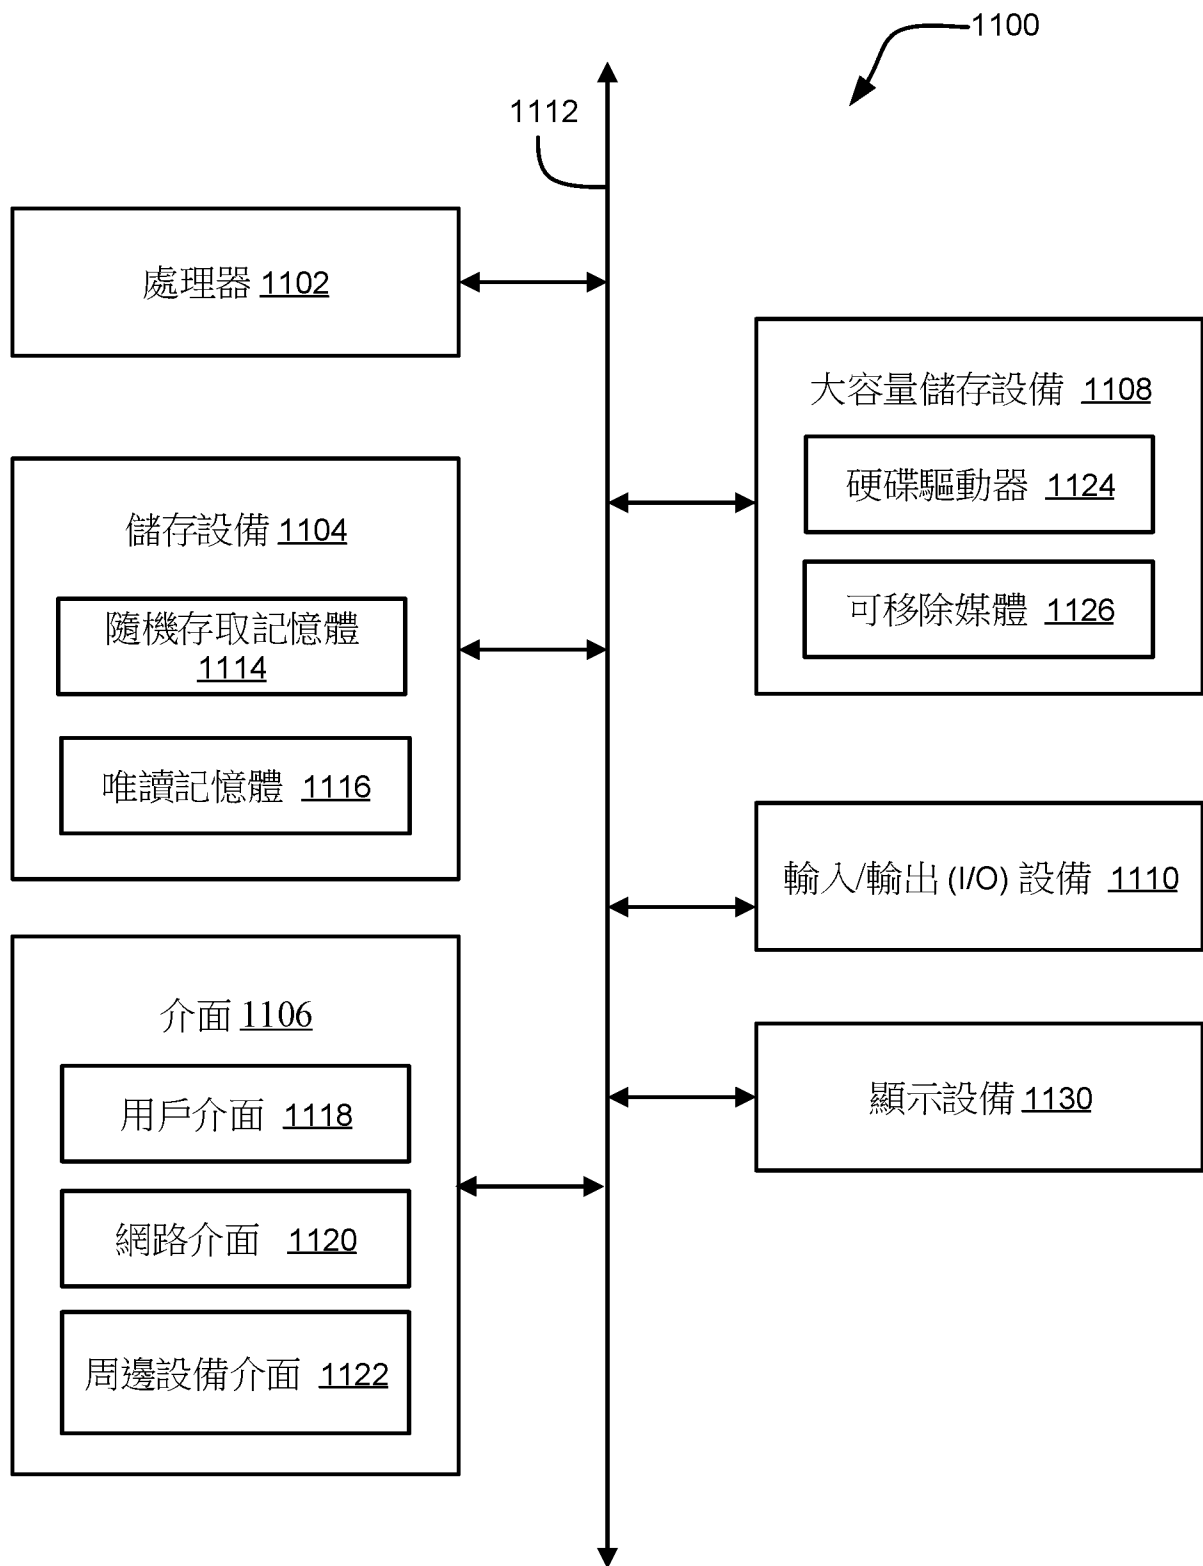 1100
1112
處理器 1102
儲存設備 1104
隨機存取記憶體
1114
唯讀記憶體 1116
介面 1106
用戶介面 1118
網路介面 1120
周邊設備介面 1122
大容量儲存設備 1108
硬碟驅動器 1124
可移除媒體 1126
輸入/輸出 (I/O) 設備 1110
顯示設備 1130